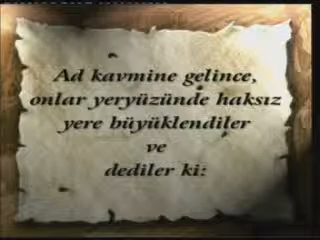 Ad kavmine gelince,
onlar yeryüzünde haksız
yere büyüklendiler
ve
dediler ki: